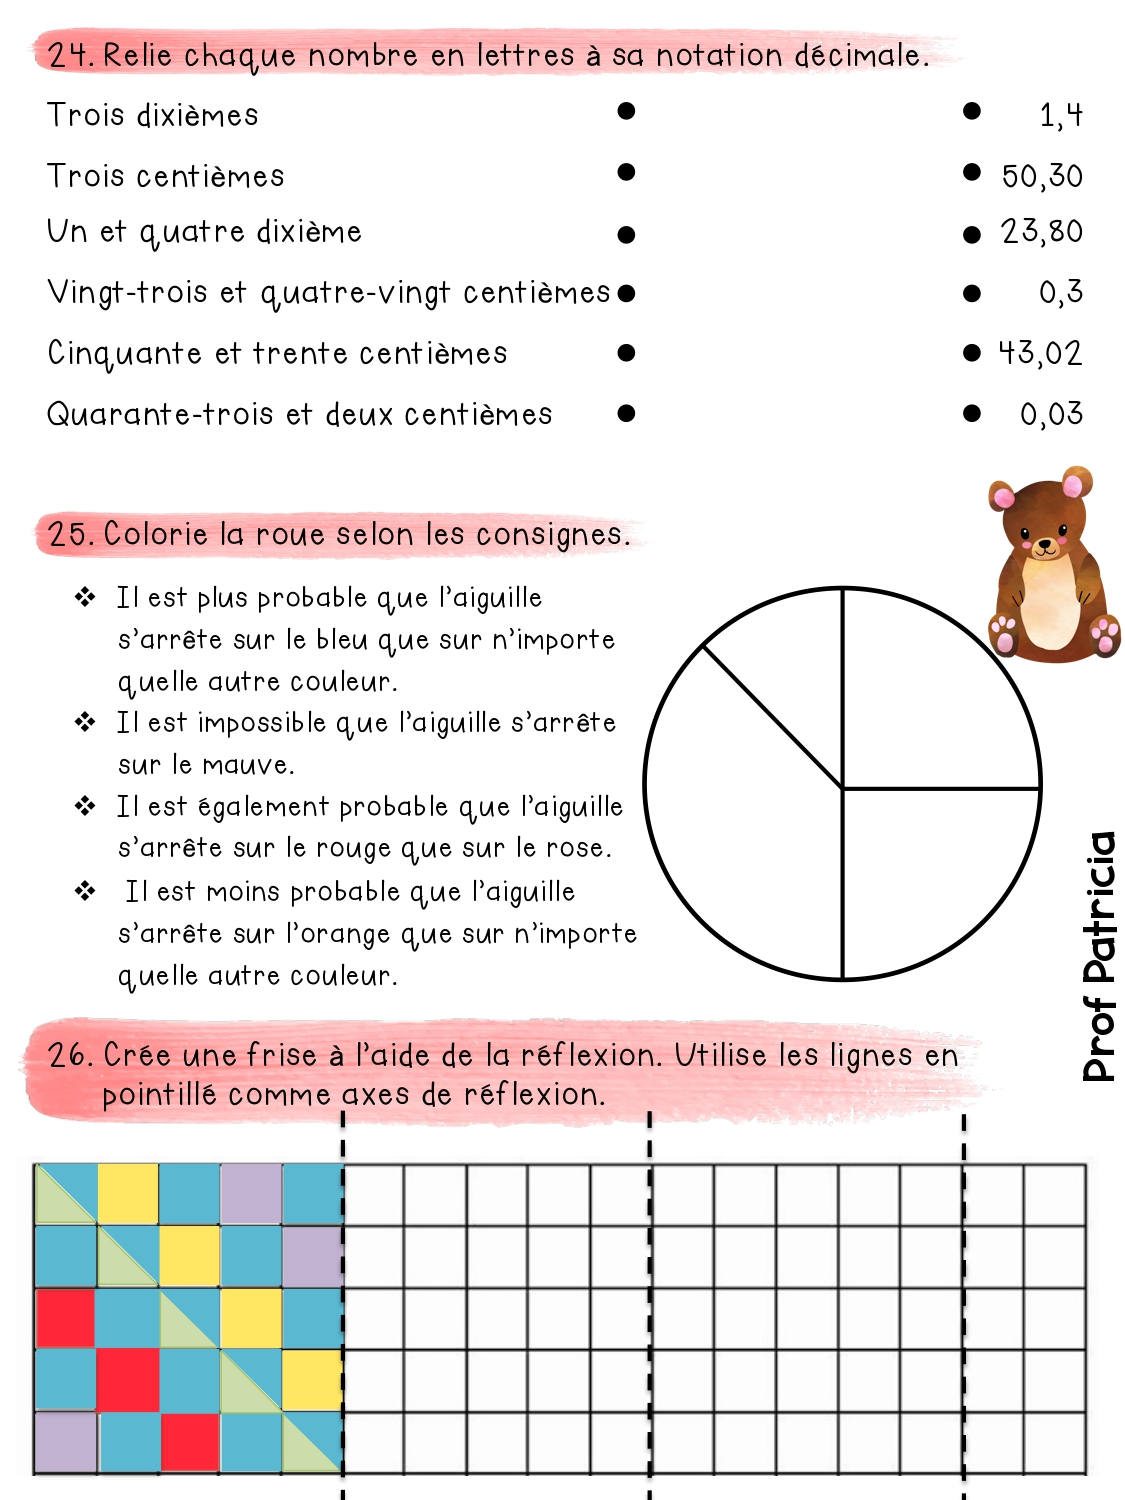 24. Relie chaque nombre en lettres à sa notation décimale.
Trois dixièmes 1,4
Trois centièmes 50,30
Un et quatre dixième 23,80
Vingt-trois et quatre-vingt centièmes 0,3
Cinquante et trente centièmes 43,02
Quarante-trois et deux centièmes 0,03
25. Colorie la roue selon les consignes.
❖ Il est plus probable que l’aiguille
s’arrête sur le bleu que sur n’importe
quelle autre couleur.
❖ Il est impossible que l’aiguille s’arrête
sur le mauve.
❖ Il est également probable que l’aiguille
s’arrête sur le rouge que sur le rose.
❖ Il est moins probable que l’aiguille
s’arrête sur l’orange que sur n’importe
quelle autre couleur.
Prof Patricia
26. Crée une frise à l’aide de la réflexion. Utilise les lignes en
pointillé comme axes de réflexion.